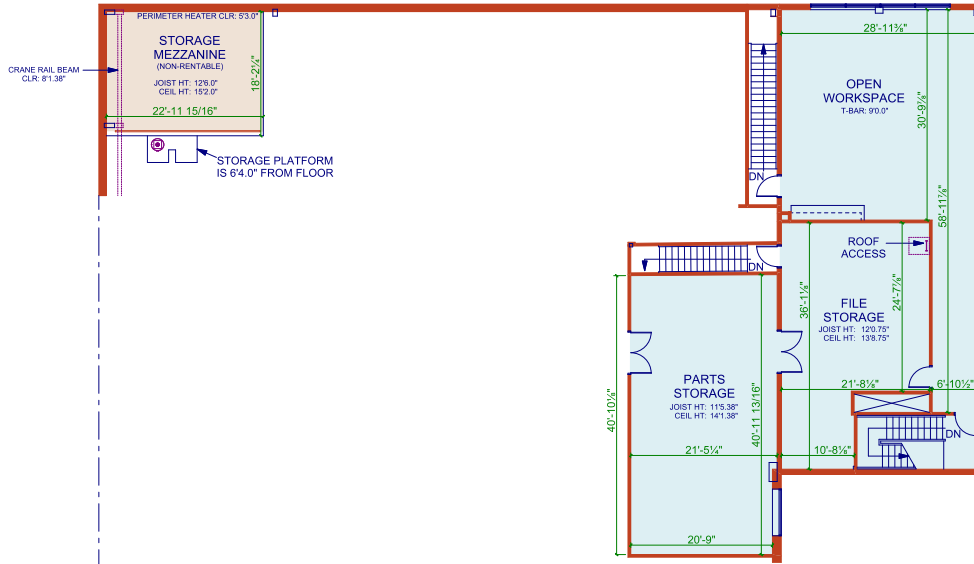 PERIMETER HEATER CLR: 5'3.0"
STORAGE
MEZZANINE
(NON-RENTABLE)
JOIST HT: 12'6.0"
CEIL HT: 15'2.0"
18'-2¼"
22'-11 15/16"
CRANE RAIL BEAM
CLR: 8'1.38"
STORAGE PLATFORM
IS 6'4.0" FROM FLOOR
28'-11⅜"
OPEN
WORKSPACE
T-BAR: 9'0.0"
30'-9⅞"
58'-11⅞"
DN
ROOF
ACCESS
DN
36'-1⅛"
24'-7⅞"
FILE
STORAGE
JOIST HT: 12'0.75"
CEIL HT: 13'8.75"
21'-8⅛"
6'-10½"
PARTS
STORAGE
JOIST HT: 11'5.38"
CEIL HT: 14'1.38"
40'-10⅛"
40'-11 13/16"
21'-5¼"
10'-8⅛"
DN
20'-9"